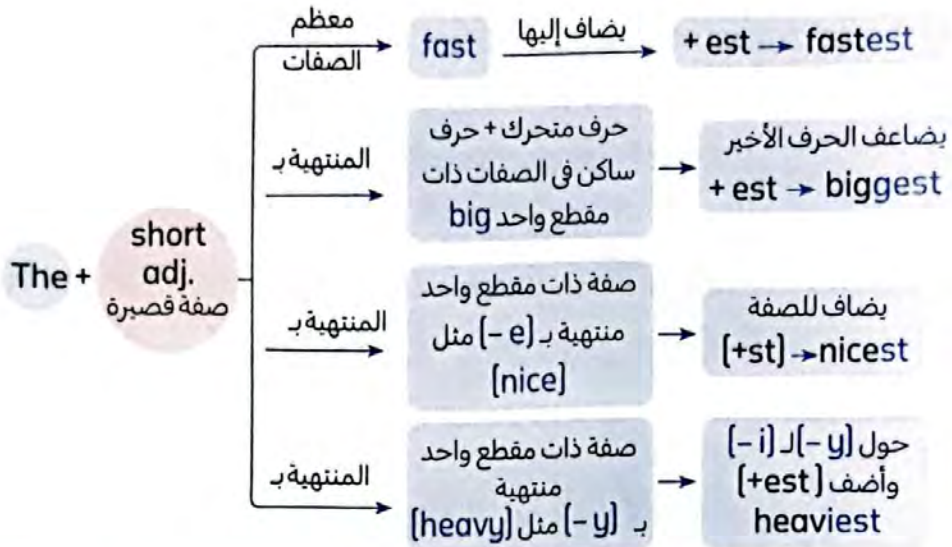 The +
short
adj.
صفة قصيرة
معظم
الصفات
fast
يضاف إليها
+ est → fastest
المنتهية بـ
حرف متحرك + حرف
ساكن فى الصفات ذات
مقطع واحد big
يضاعف الحرف الأخير
+ est → biggest
المنتهية بـ
صفة ذات مقطع واحد
منتهية بـ (- e) مثل
(nice)
يضاف للصفة
(+st) → nicest
المنتهية بـ
صفة ذات مقطع واحد
منتهية
بـ (- y) مثل (heavy)
حول (- y) لـ (- i)
وأضف (+est)
heaviest